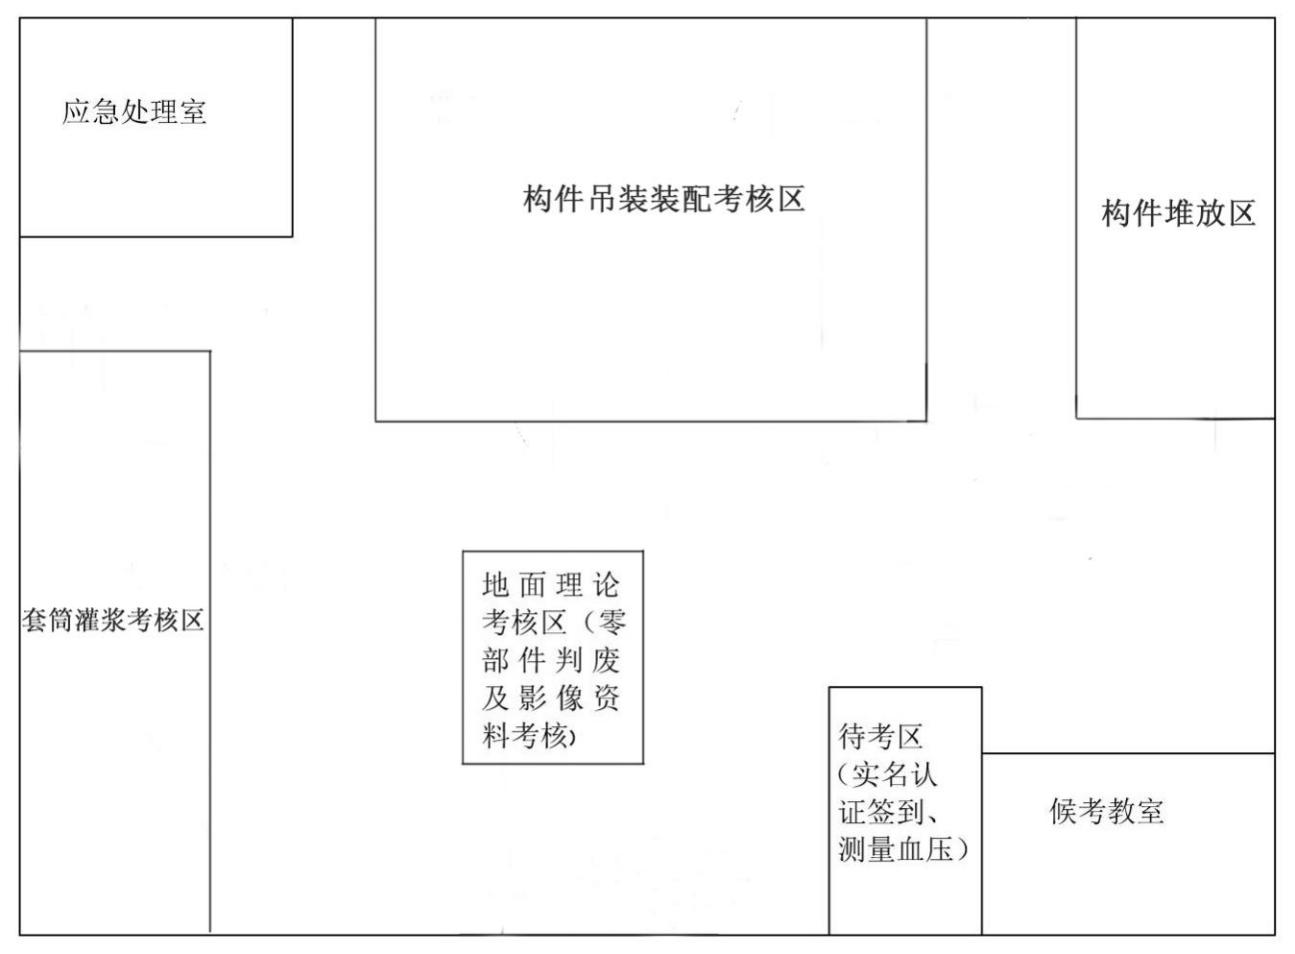 应急处理室
构件吊装装配考核区
构件堆放区
套筒灌浆考核区
地面理论
考核区（零
部件判废
及影像资
料考核）
待考区
（实名认
证签到、
测量血压）
候考教室